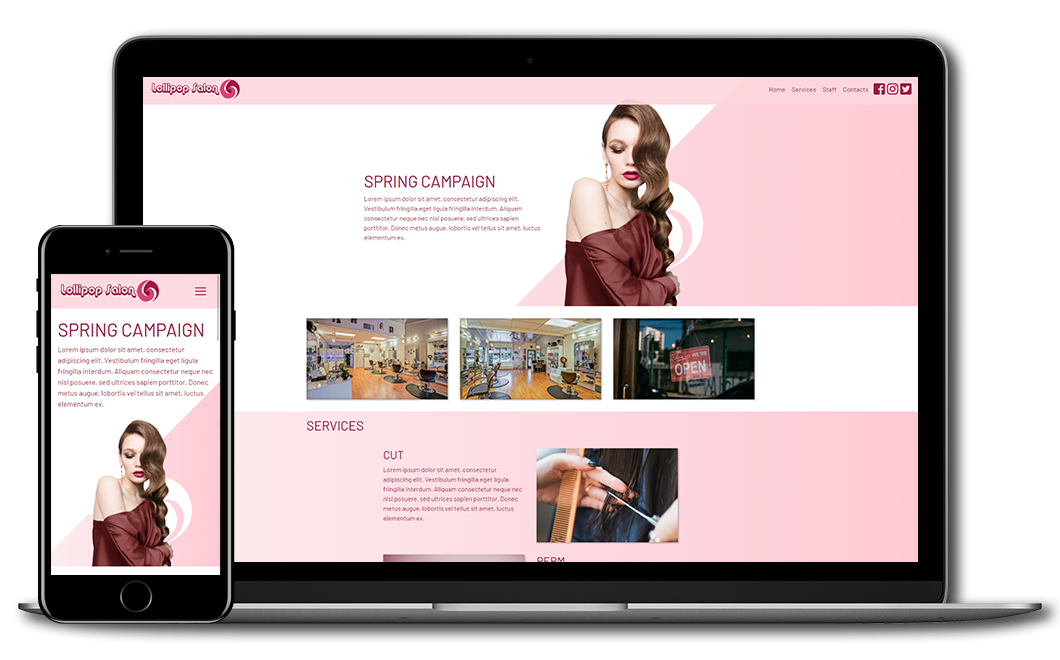 Lollipop Salon
Home Services Staff Contacts
SPRING CAMPAIGN
Lorem ipsum dolor sit amet, consectetur adipiscing elit.
Vestibulum fringilla eget ligula fringilla interdum. Aliquam
consectetur neque nec nisl posuere, sed ultrices sapien
porttitor. Donec metus augue, lobortis vel tellus sit amet, luctus
elementum ex.
WE'RE
OPEN
SERVICES
CUT
Lorem ipsum dolor sit amet, consectetur
adipiscing elit. Vestibulum fringilla eget ligula
fringilla interdum. Aliquam consectetur neque nec
nisl posuere, sed ultrices sapien porttitor. Donec
metus augue, lobortis vel tellus sit amet, luctus
elementum ex.
PERM
Lollipop Salon
SPRING CAMPAIGN
Lorem ipsum dolor sit amet, consectetur
adipiscing elit. Vestibulum fringilla eget ligula
fringilla interdum. Aliquam consectetur neque nec
nisl posuere, sed ultrices sapien porttitor. Donec
metus augue, lobortis vel tellus sit amet, luctus
elementum ex.